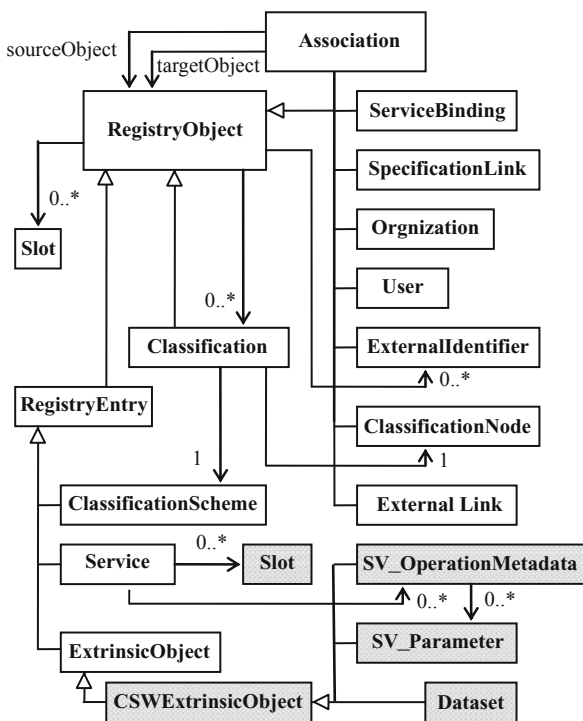 Association
sourceObject
targetObject
RegistryObject
ServiceBinding
SpecificationLink
0..*
Slot
Orgnization
User
0..*
Classification
ExternalIdentifier
0..*
RegistryEntry
ClassificationNode
1
1
ClassificationScheme
External Link
0..*
Service
Slot
SV_OperationMetadata
0..*
0..*
ExtrinsicObject
SV_Parameter
CSWExtrinsicObject
Dataset